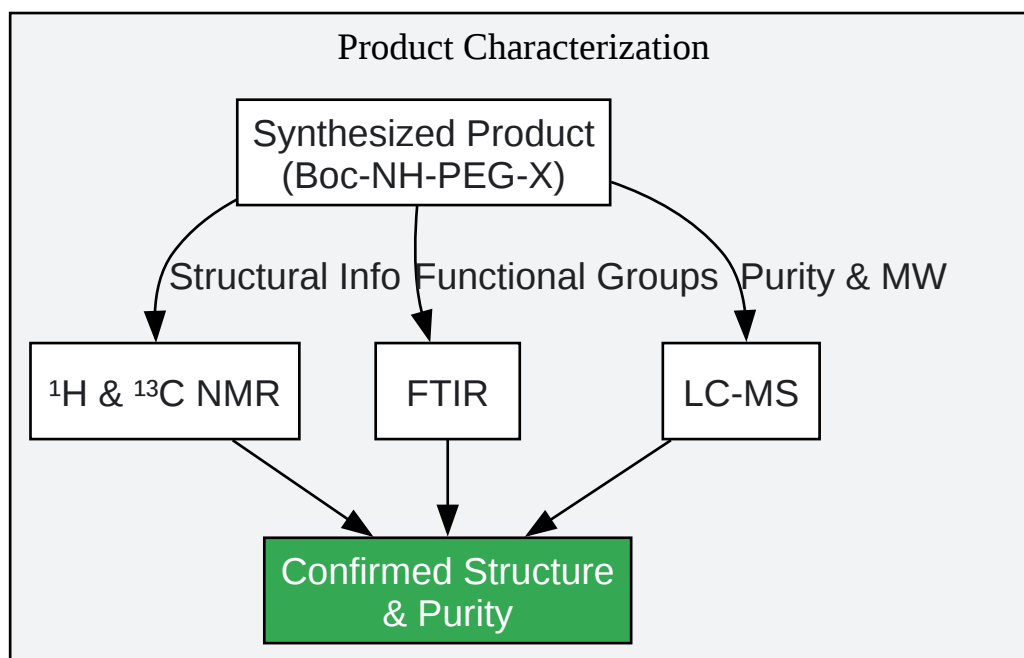 Product Characterization
Synthesized Product
(Boc-NH-PEG-X)
Structural Info
Functional Groups
Purity & MW
¹H & ¹³C NMR
FTIR
LC-MS
Confirmed Structure
& Purity